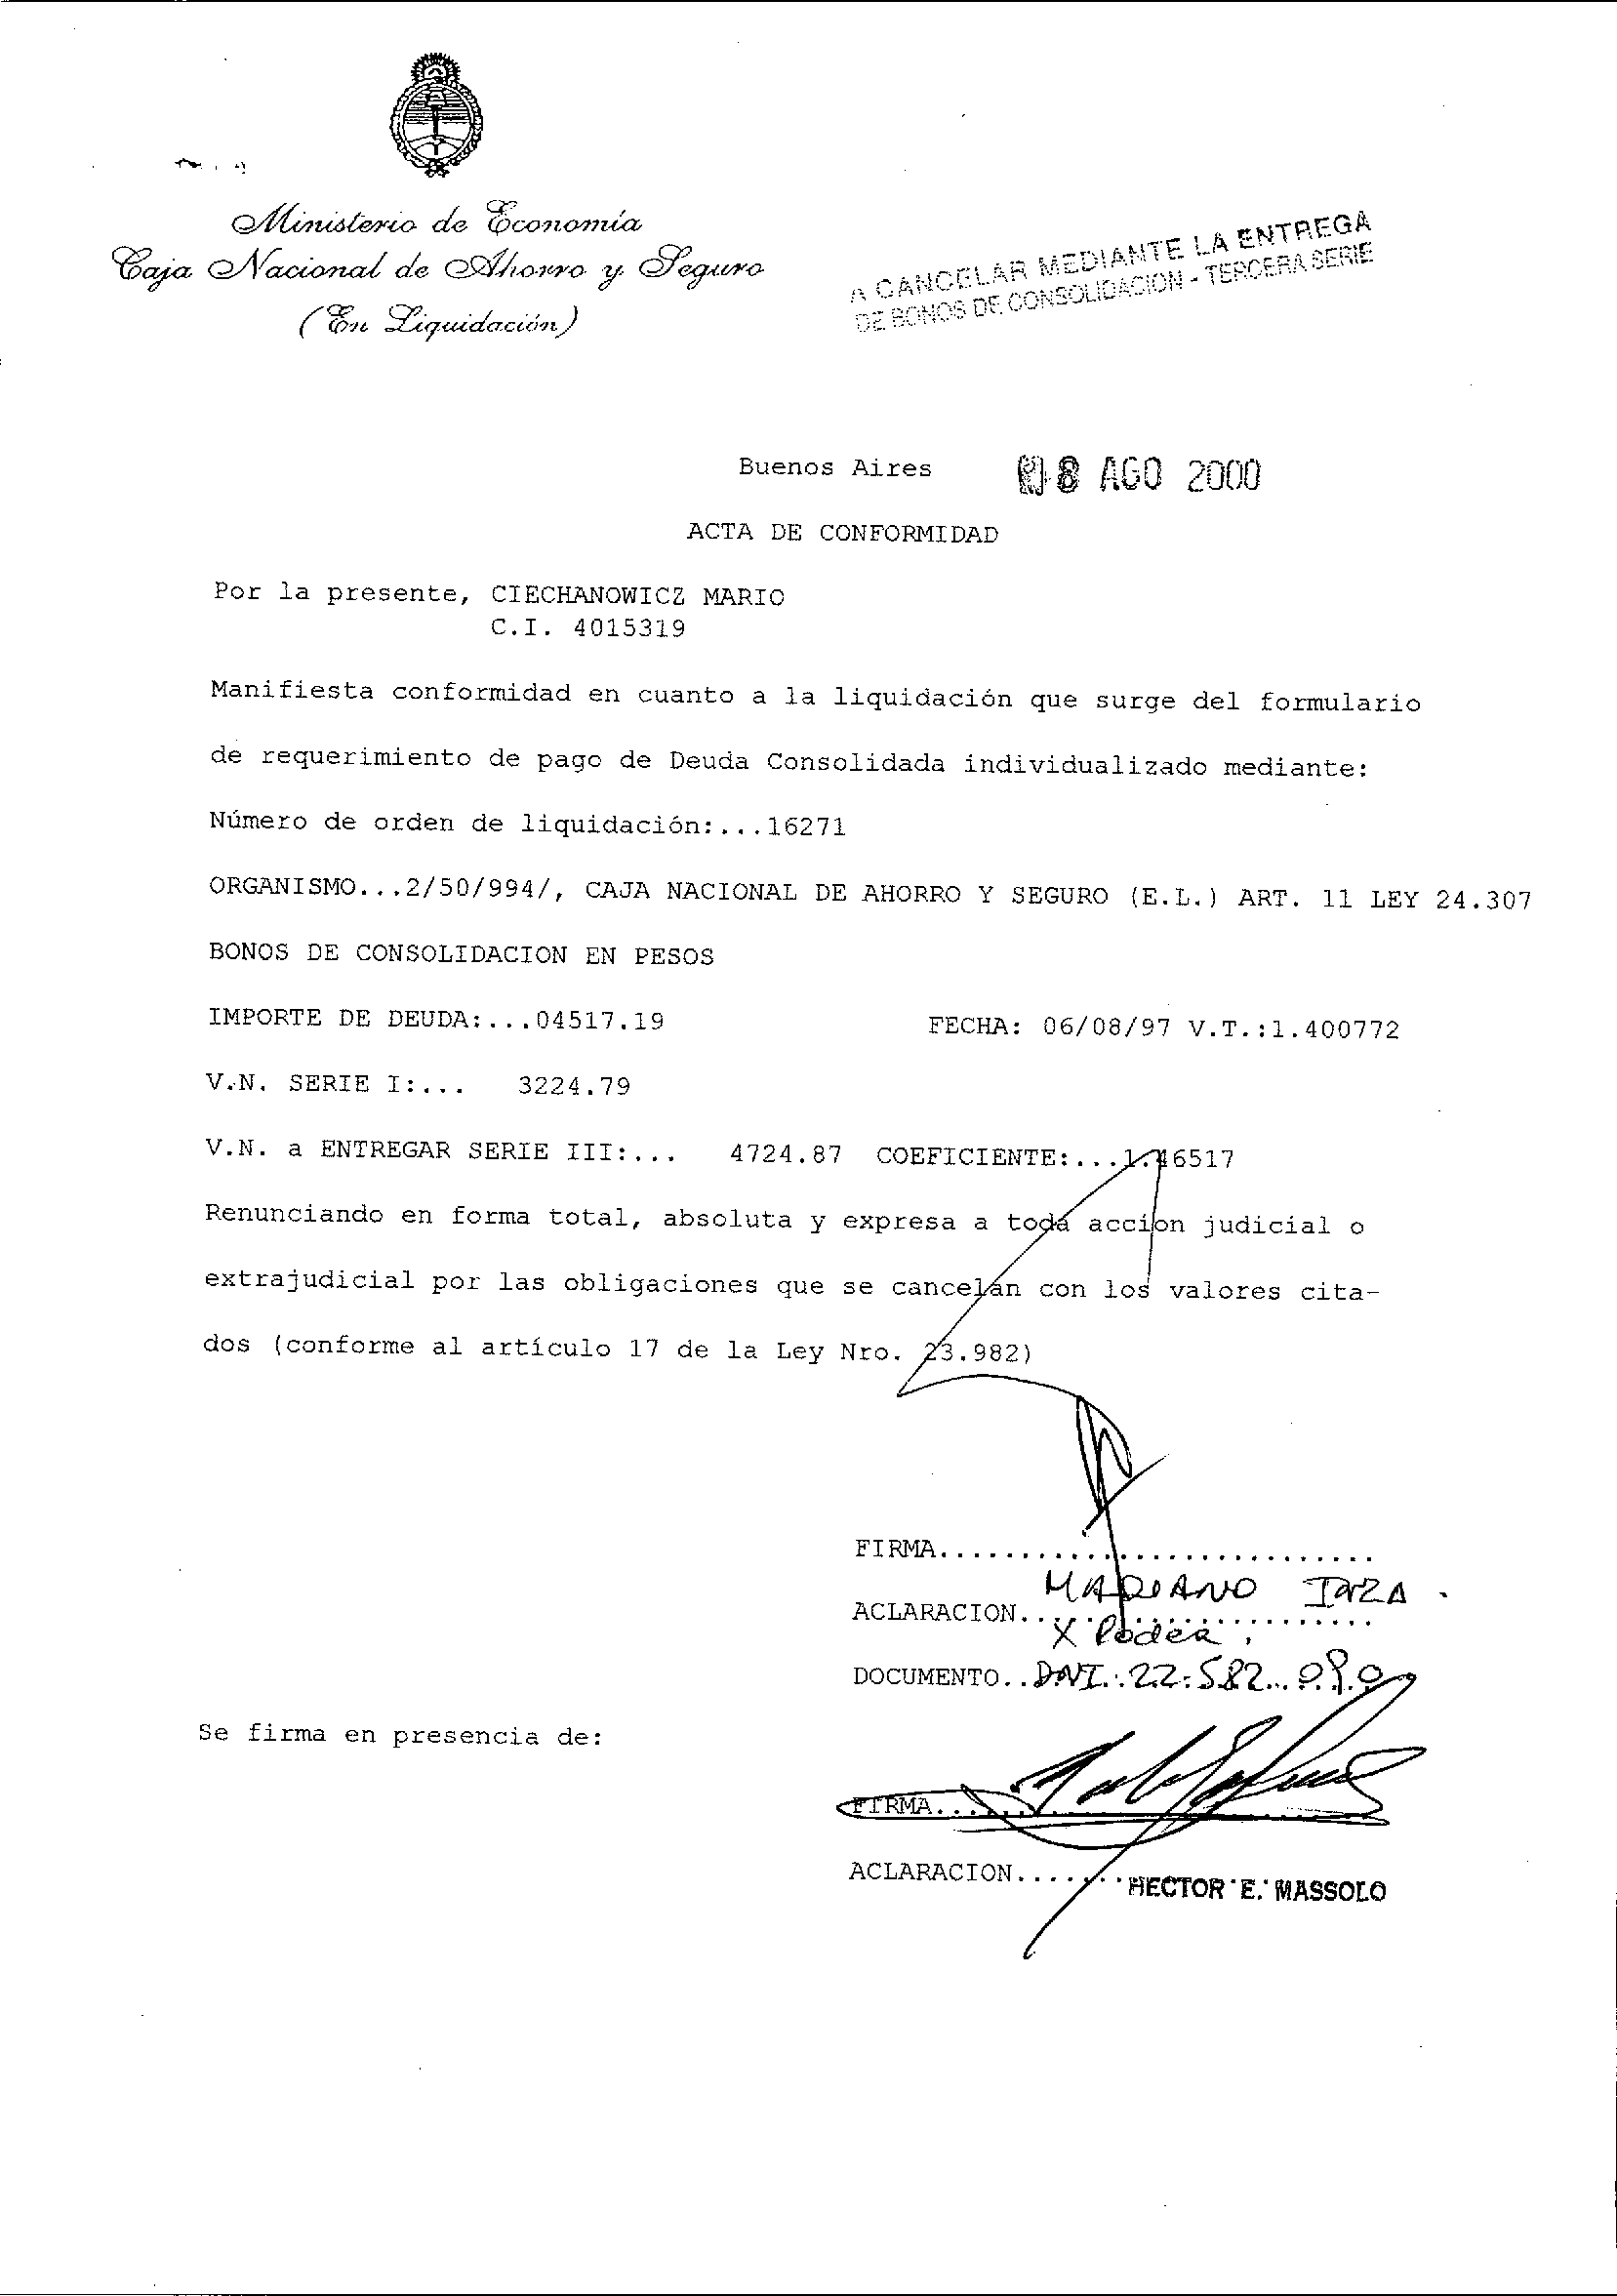 Ministerio de Economía
Caja Nacional de Ahorro y Seguro
(En Liquidación)
A CANCELAR MEDIANTE LA ENTREGA
DE BONOS DE CONSOLIDACION - TERCERA SERIE
Buenos Aires 08 AGO 2000
ACTA DE CONFORMIDAD
Por la presente, CIECHANOWICZ MARIO
C.I. 4015319
Manifiesta conformidad en cuanto a la liquidación que surge del formulario
de requerimiento de pago de Deuda Consolidada individualizado mediante:
Número de orden de liquidación:...16271
ORGANISMO...2/50/994/, CAJA NACIONAL DE AHORRO Y SEGURO (E.L.) ART. 11 LEY 24.307
BONOS DE CONSOLIDACION EN PESOS
IMPORTE DE DEUDA:...04517.19 FECHA: 06/08/97 V.T.:1.400772
V.N. SERIE I:... 3224.79
V.N. a ENTREGAR SERIE III:... 4724.87 COEFICIENTE:...1.46517
Renunciando en forma total, absoluta y expresa a toda acción judicial o
extrajudicial por las obligaciones que se cancelan con los valores cita-
dos (conforme al artículo 17 de la Ley Nro. 23.982)
FIRMA...........................
MARIANO
ACLARACION......................
X Poder.
DOCUMENTO..DNI.:22.582.090
Se firma en presencia de:
FIRMA......
ACLARACION....... HECTOR E. MASSOLO